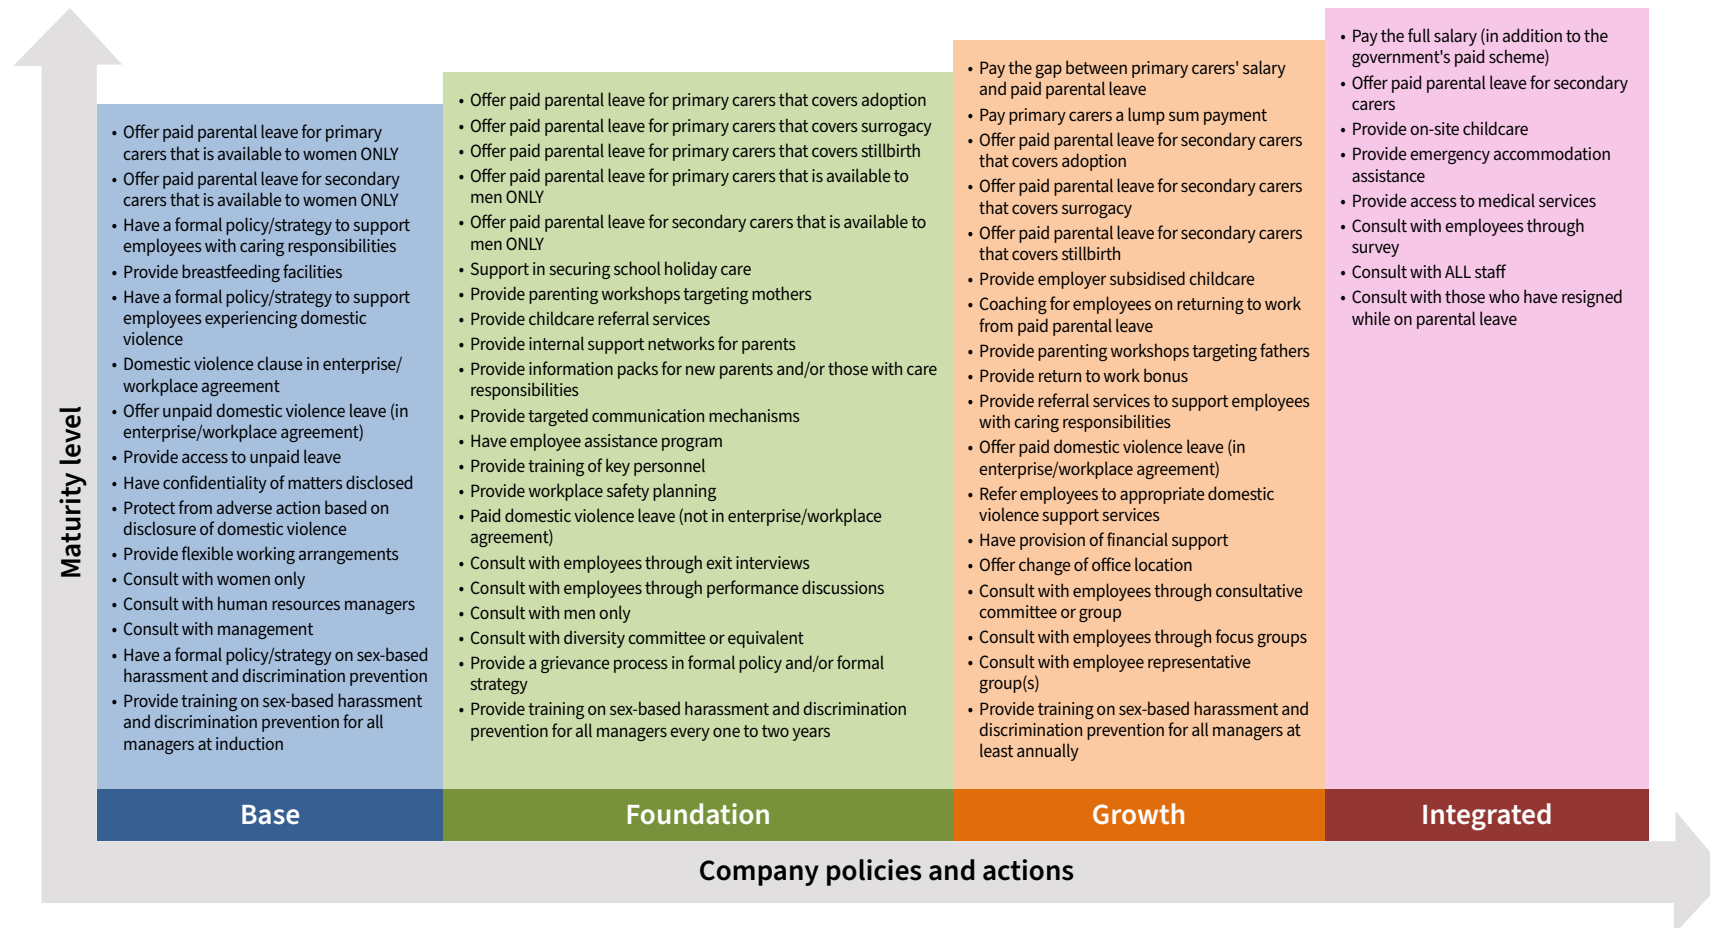 Maturity level
• Offer paid parental leave for primary
carers that is available to women ONLY
• Offer paid parental leave for secondary
carers that is available to women ONLY
• Have a formal policy/strategy to support
employees with caring responsibilities
• Provide breastfeeding facilities
• Have a formal policy/strategy to support
employees experiencing domestic
violence
• Domestic violence clause in enterprise/
workplace agreement
• Offer unpaid domestic violence leave (in
enterprise/workplace agreement)
• Provide access to unpaid leave
• Have confidentiality of matters disclosed
• Protect from adverse action based on
disclosure of domestic violence
• Provide flexible working arrangements
• Consult with women only
• Consult with human resources managers
• Consult with management
• Have a formal policy/strategy on sex-based
harassment and discrimination prevention
• Provide training on sex-based harassment
and discrimination prevention for all
managers at induction
Base
• Offer paid parental leave for primary carers that covers adoption
• Offer paid parental leave for primary carers that covers surrogacy
• Offer paid parental leave for primary carers that covers stillbirth
• Offer paid parental leave for primary carers that is available to
men ONLY
• Offer paid parental leave for secondary carers that is available to
men ONLY
• Support in securing school holiday care
• Provide parenting workshops targeting mothers
• Provide childcare referral services
• Provide internal support networks for parents
• Provide information packs for new parents and/or those with care
responsibilities
• Provide targeted communication mechanisms
• Have employee assistance program
• Provide training of key personnel
• Provide workplace safety planning
• Paid domestic violence leave (not in enterprise/workplace
agreement)
• Consult with employees through exit interviews
• Consult with employees through performance discussions
• Consult with men only
• Consult with diversity committee or equivalent
• Provide a grievance process in formal policy and/or formal
strategy
• Provide training on sex-based harassment and discrimination
prevention for all managers every one to two years
Foundation
• Pay the gap between primary carers' salary
and paid parental leave
• Pay primary carers a lump sum payment
• Offer paid parental leave for secondary carers
that covers adoption
• Offer paid parental leave for secondary carers
that covers surrogacy
• Offer paid parental leave for secondary carers
that covers stillbirth
• Provide employer subsidised childcare
• Coaching for employees on returning to work
from paid parental leave
• Provide parenting workshops targeting fathers
• Provide return to work bonus
• Provide referral services to support employees
with caring responsibilities
• Offer paid domestic violence leave (in
enterprise/workplace agreement)
• Refer employees to appropriate domestic
violence support services
• Have provision of financial support
• Offer change of office location
• Consult with employees through consultative
committee or group
• Consult with employees through focus groups
• Consult with employee representative
group(s)
• Provide training on sex-based harassment and
discrimination prevention for all managers at
least annually
Growth
• Pay the full salary (in addition to the
government's paid scheme)
• Offer paid parental leave for secondary
carers
• Provide on-site childcare
• Provide emergency accommodation
assistance
• Provide access to medical services
• Consult with employees through
survey
• Consult with ALL staff
• Consult with those who have resigned
while on parental leave
Integrated
Company policies and actions